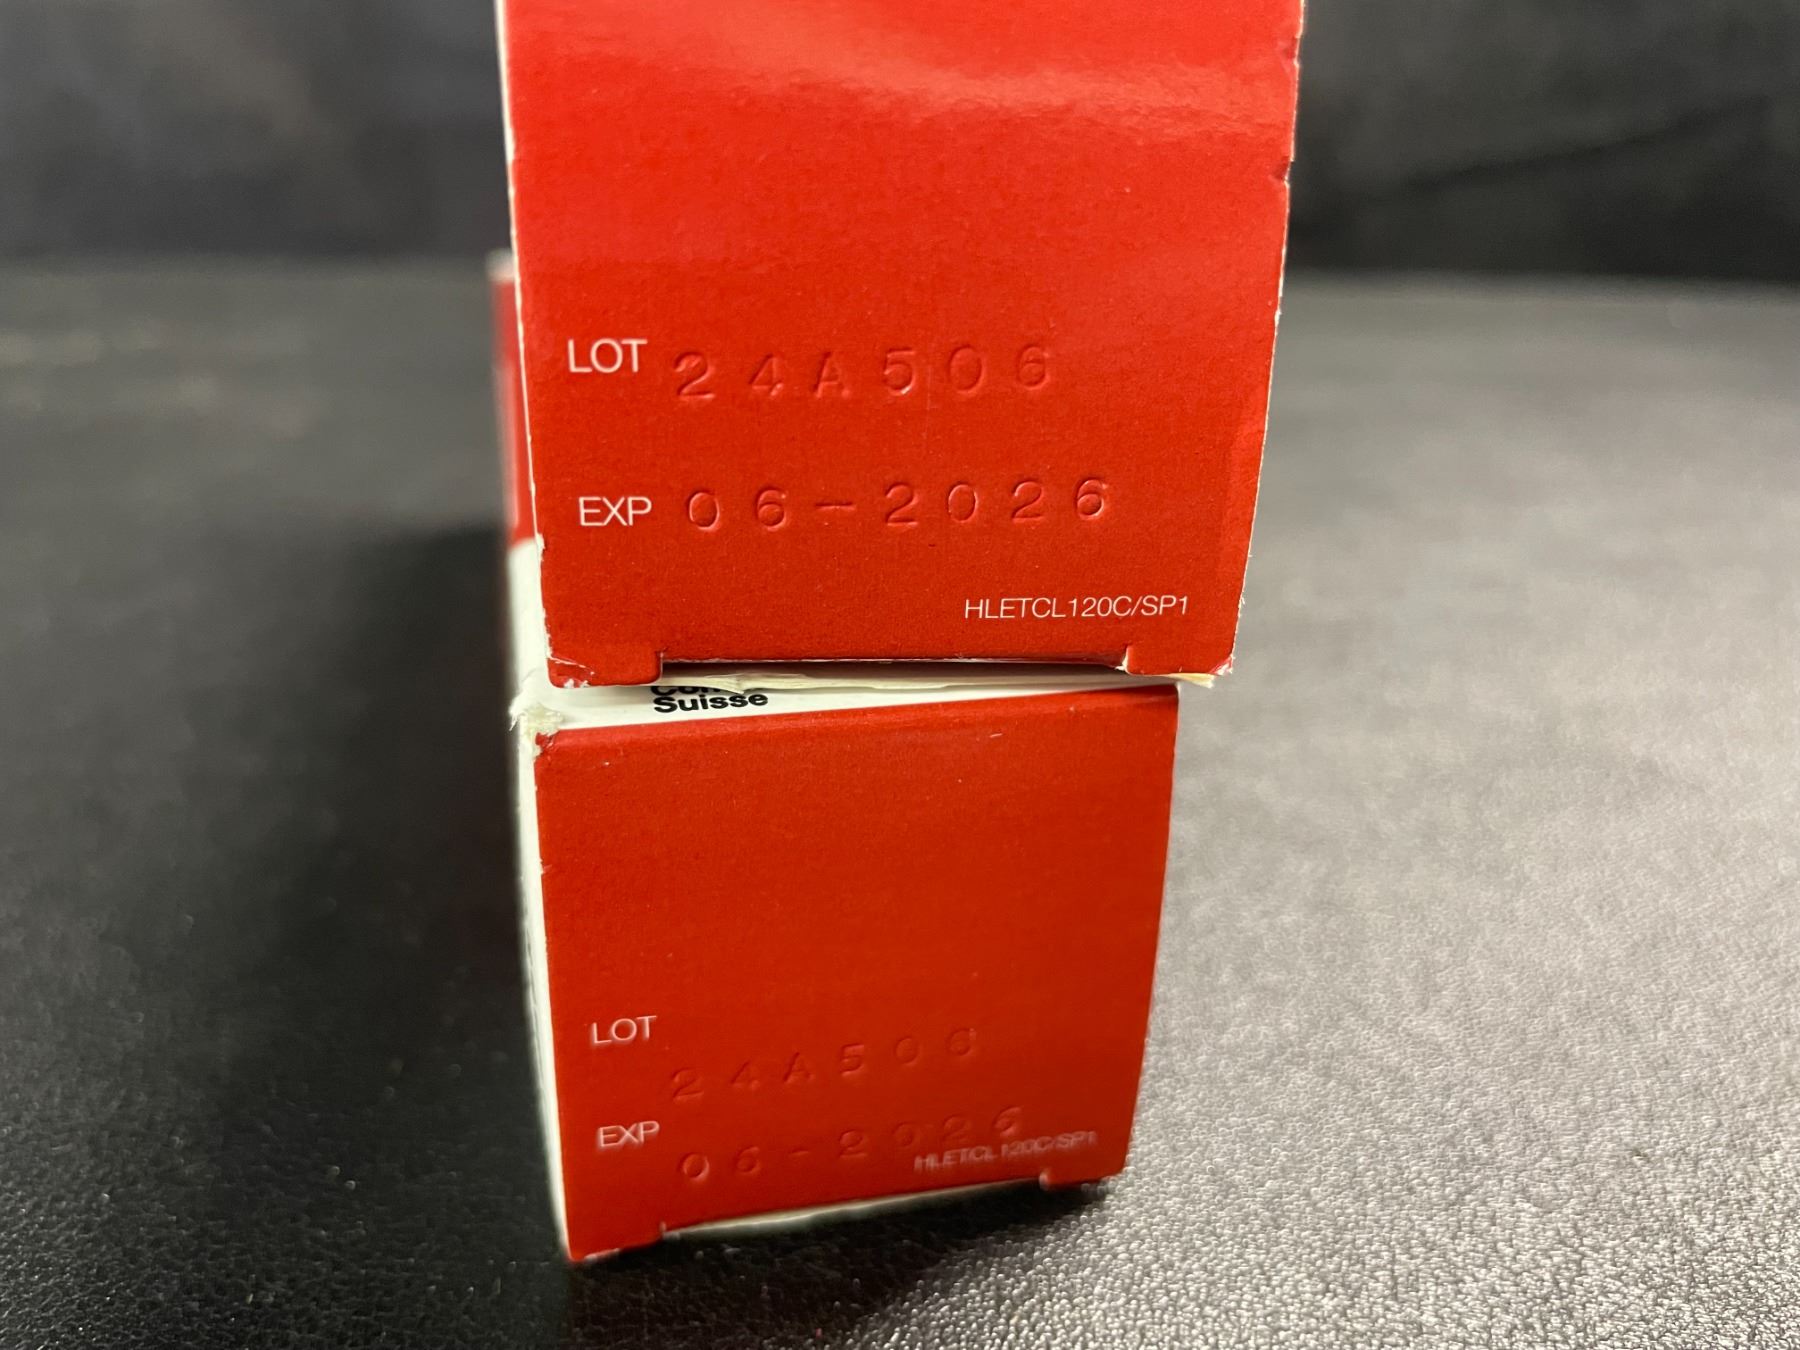 LOT 24A506
EXP 06-2026
HLETCL120C/SP1
Suisse
LOT
24A506
EXP
06-2026
HLETCL120C/SP1